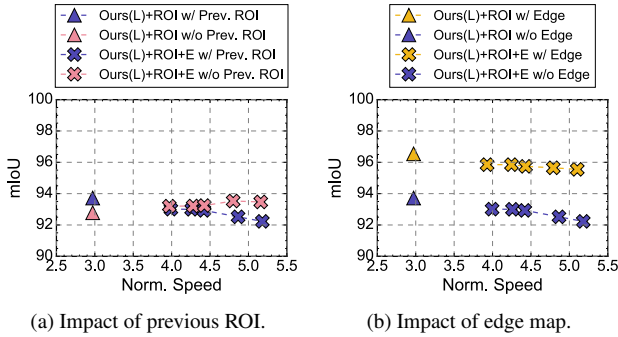 Ours(L)+ROI w/ Prev. ROI
Ours(L)+ROI w/o Prev. ROI
Ours(L)+ROI+E w/ Prev. ROI
Ours(L)+ROI+E w/o Prev. ROI
100
98
96
94
92
90
mIoU
2.5 3.0 3.5 4.0 4.5 5.0 5.5
Norm. Speed
(a) Impact of previous ROI.
Ours(L)+ROI w/ Edge
Ours(L)+ROI w/o Edge
Ours(L)+ROI+E w/ Edge
Ours(L)+ROI+E w/o Edge
100
98
96
94
92
90
mIoU
2.5 3.0 3.5 4.0 4.5 5.0 5.5
Norm. Speed
(b) Impact of edge map.